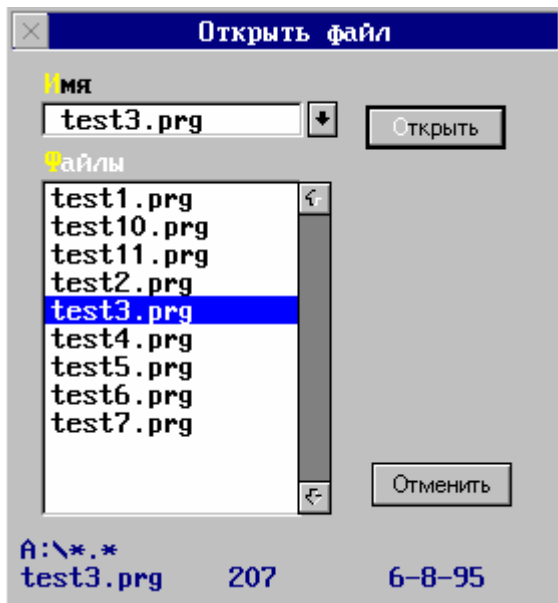 Открыть файл
Имя
test3.prg
Открыть
Файлы
test1.prg
test10.prg
test11.prg
test2.prg
test3.prg
test4.prg
test5.prg
test6.prg
test7.prg
Отменить
A:\*.*
test3.prg 207 6-8-95